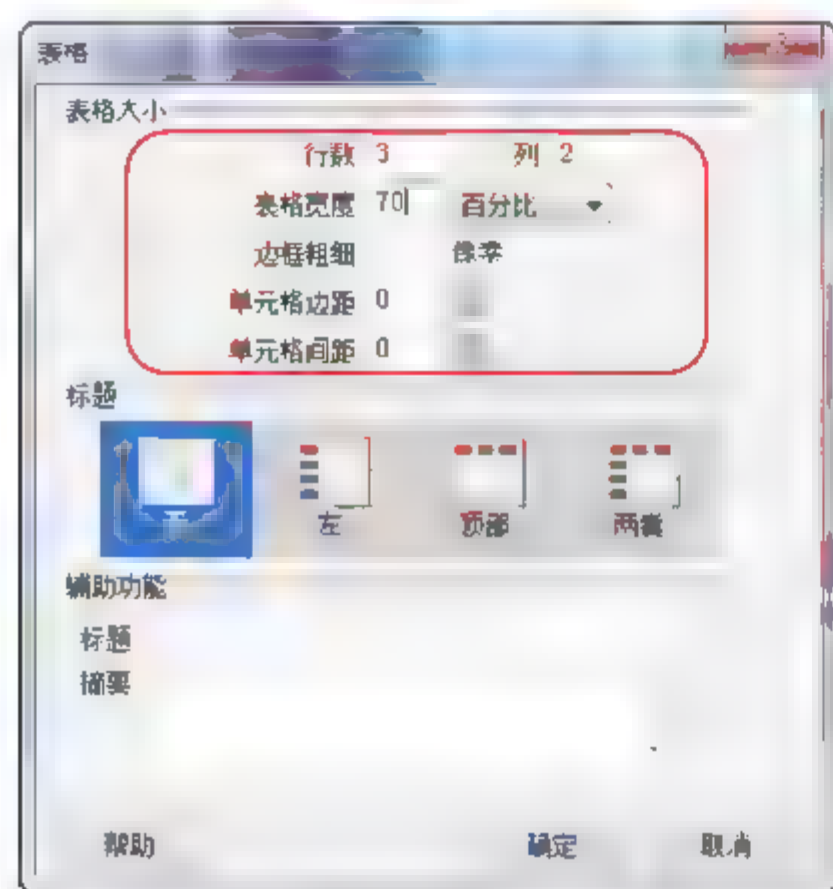 表格
表格大小
行数 3 列 2
表格宽度 70 百分比
边框粗细 像素
单元格边距 0
单元格间距 0
标题
左 顶部 两者
辅助功能
标题
摘要
帮助 确定 取消